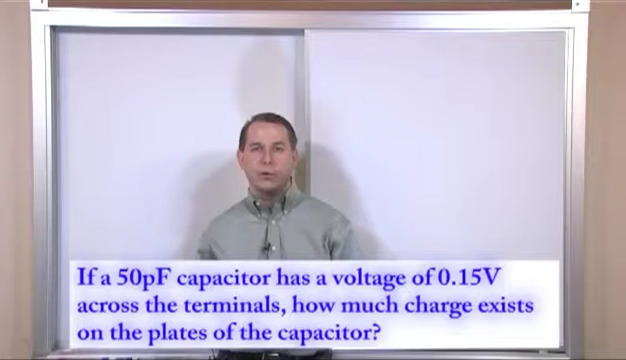 If a 50pF capacitor has a voltage of 0.15V
across the terminals, how much charge exists
on the plates of the capacitor?